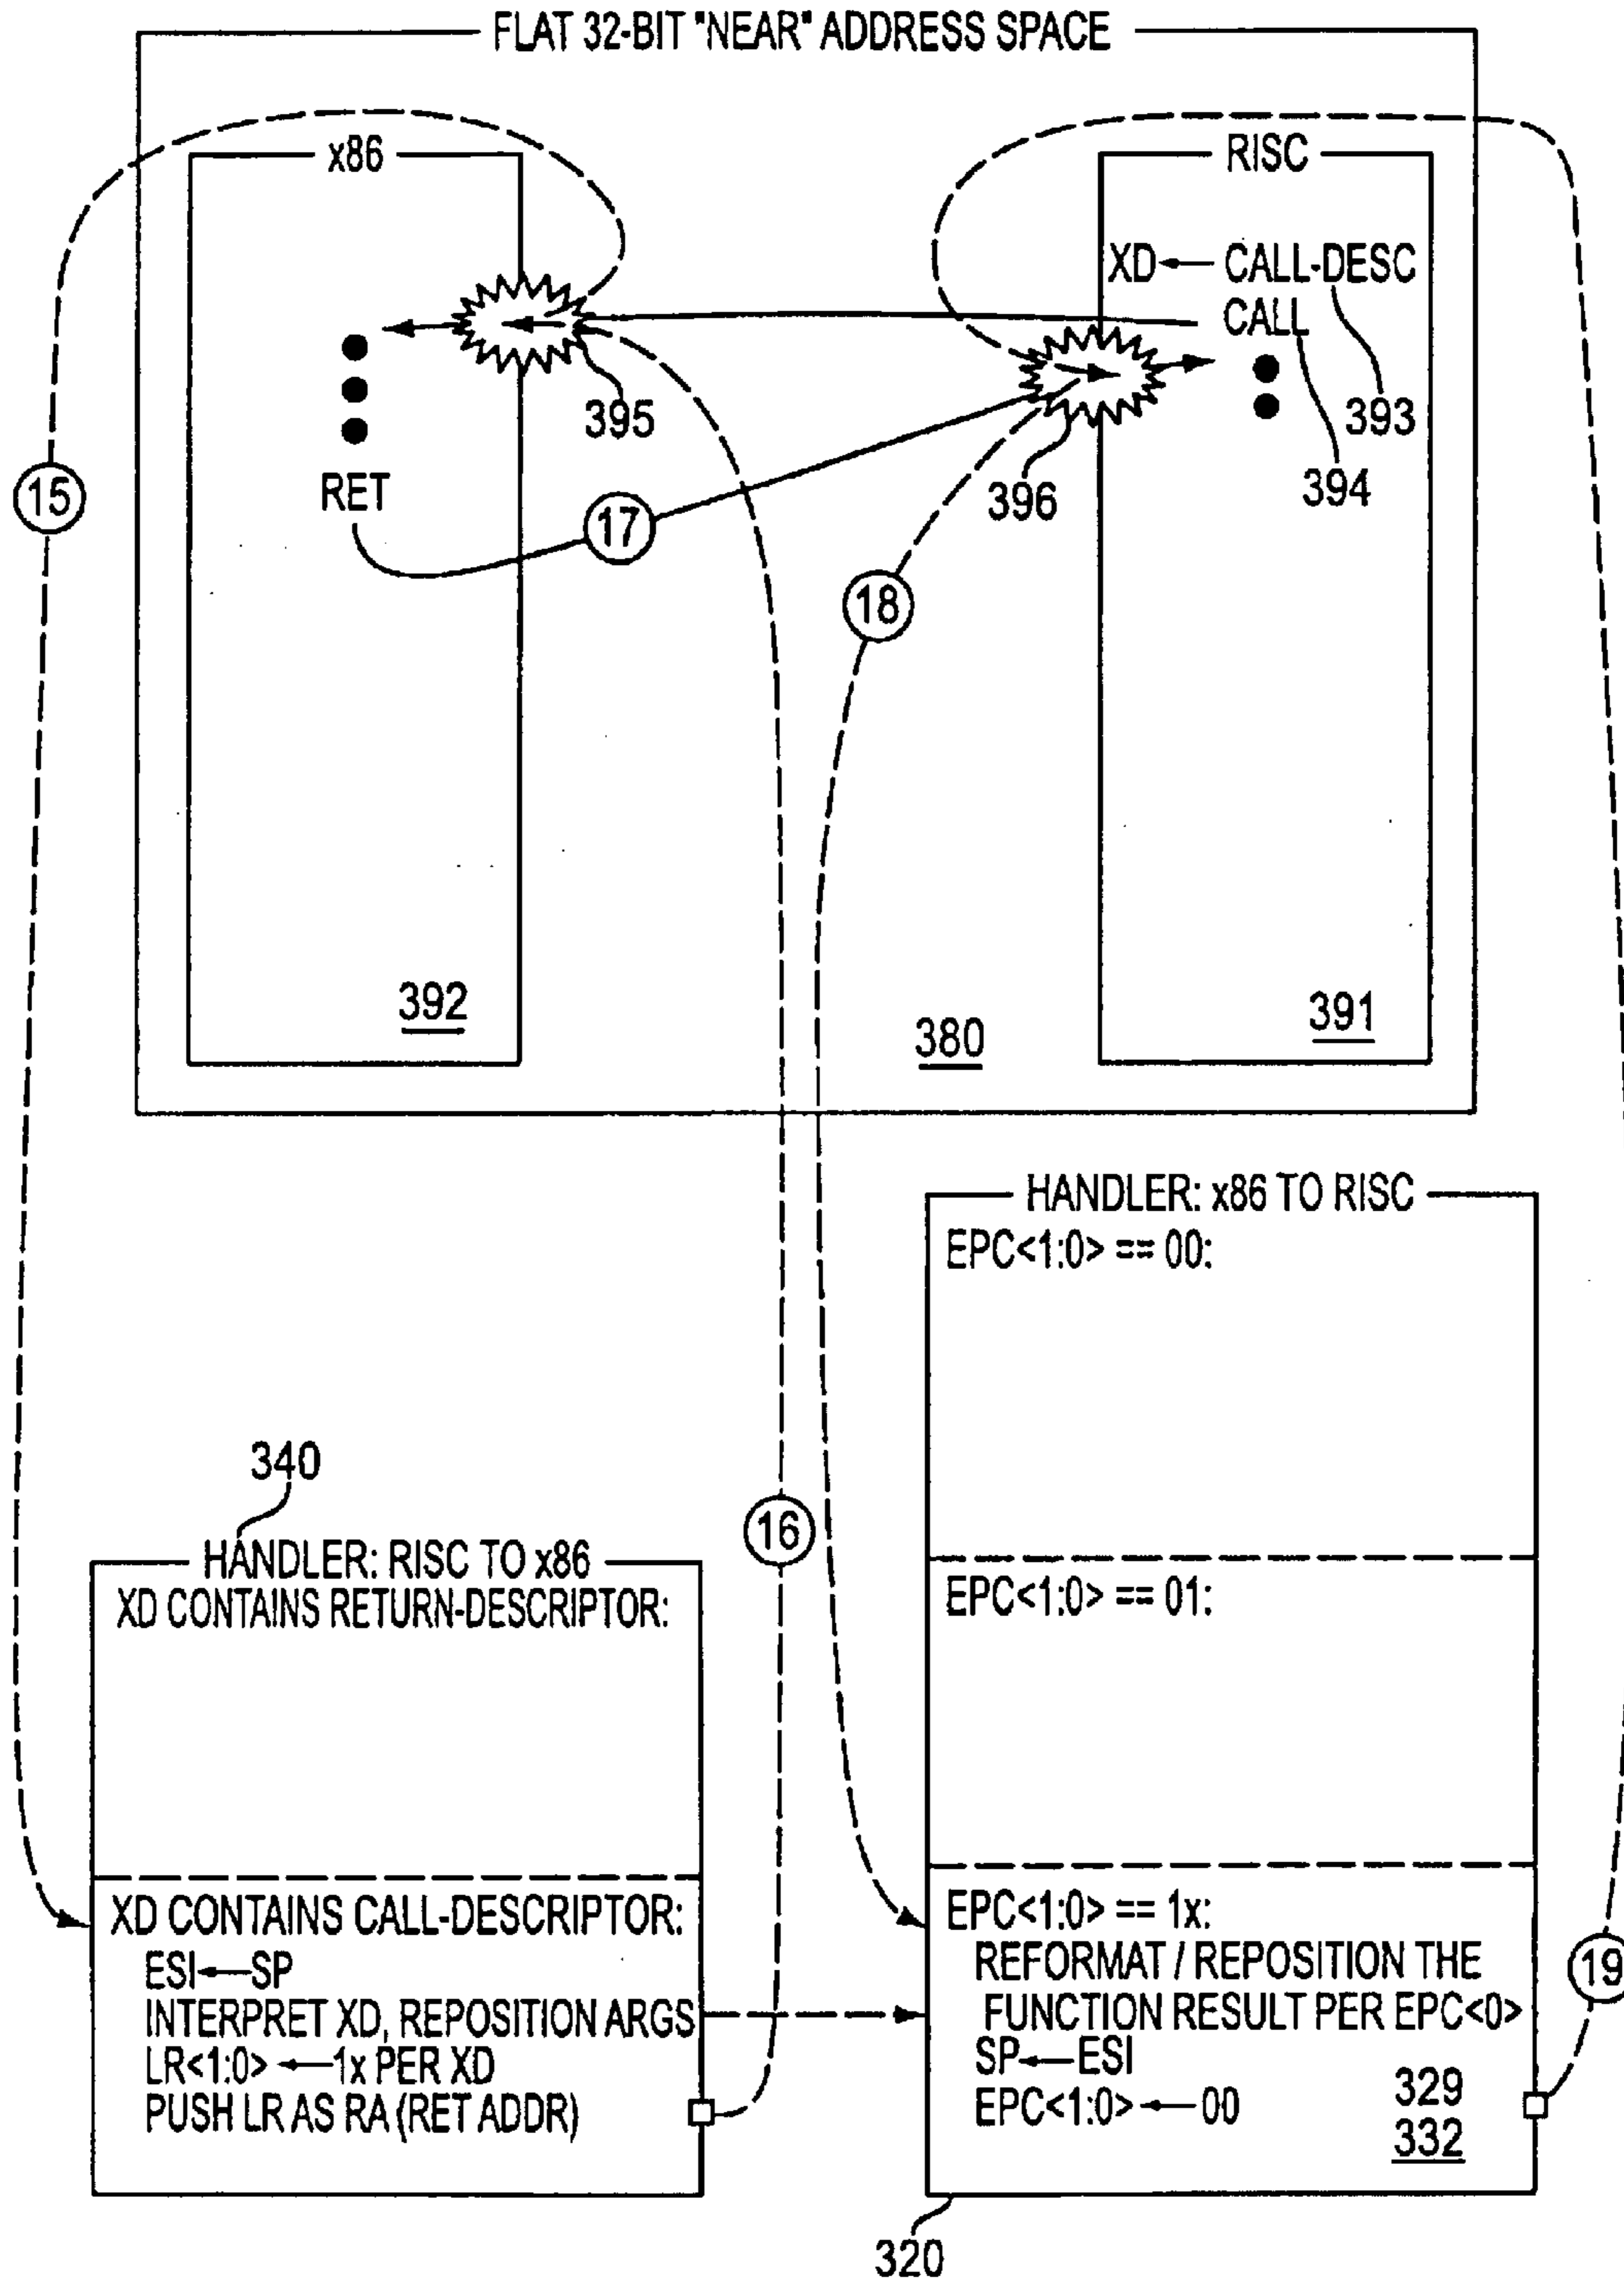 FLAT 32-BIT "NEAR" ADDRESS SPACE
x86
RISC
XD ← CALL-DESC
CALL
395
393
394
396
15
RET
17
18
392
380
391
HANDLER: x86 TO RISC
EPC<1:0> == 00:
340
16
HANDLER: RISC TO x86
XD CONTAINS RETURN-DESCRIPTOR:
EPC<1:0> == 01:
XD CONTAINS CALL-DESCRIPTOR:
ESI ← SP
INTERPRET XD, REPOSITION ARGS
LR<1:0> ← 1x PER XD
PUSH LR AS RA (RET ADDR)
EPC<1:0> == 1x:
REFORMAT / REPOSITION THE
FUNCTION RESULT PER EPC<0>
SP ← ESI
EPC<1:0> ← 00
329
332
19
320